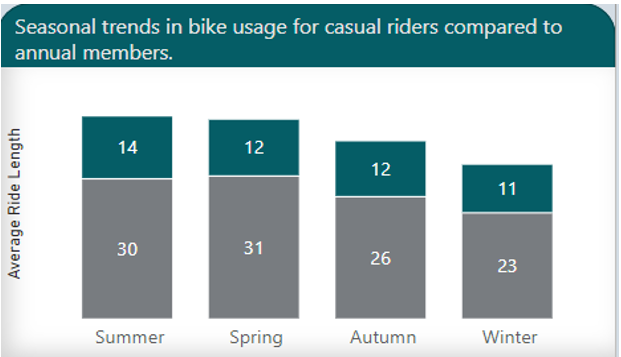 Seasonal trends in bike usage for casual riders compared to
annual members.
Average Ride Length
14
12
12
11
30
31
26
23
Summer
Spring
Autumn
Winter